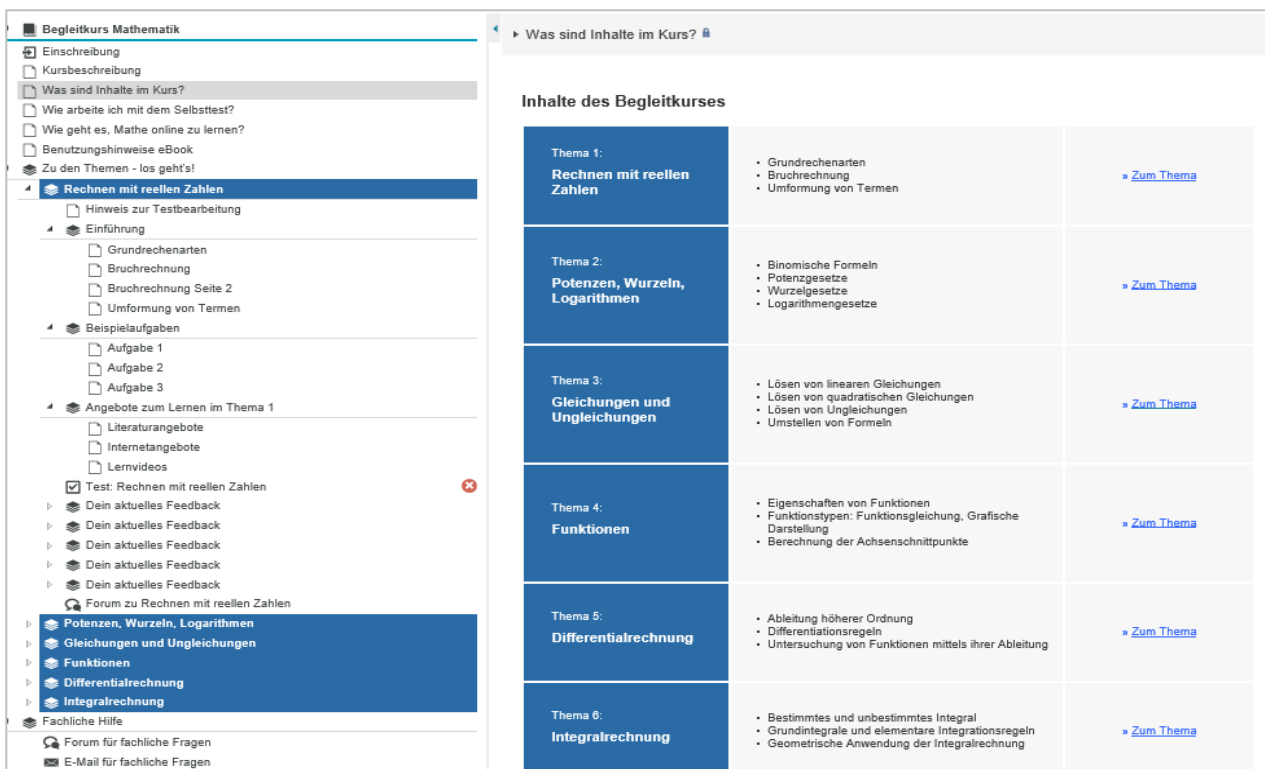 Begleitkurs Mathematik
Einschreibung
Kursbeschreibung
Was sind Inhalte im Kurs?
Wie arbeite ich mit dem Selbsttest?
Wie geht es, Mathe online zu lernen?
Benutzungshinweise eBook
Zu den Themen - los geht's!
Rechnen mit reellen Zahlen
Hinweis zur Testbearbeitung
Einführung
Grundrechenarten
Bruchrechnung
Bruchrechnung Seite 2
Umformung von Termen
Beispielaufgaben
Aufgabe 1
Aufgabe 2
Aufgabe 3
Angebote zum Lernen im Thema 1
Literaturangebote
Internetangebote
Lernvideos
Test: Rechnen mit reellen Zahlen
Dein aktuelles Feedback
Dein aktuelles Feedback
Dein aktuelles Feedback
Dein aktuelles Feedback
Dein aktuelles Feedback
Forum zu Rechnen mit reellen Zahlen
Potenzen, Wurzeln, Logarithmen
Gleichungen und Ungleichungen
Funktionen
Differentialrechnung
Integralrechnung
Fachliche Hilfe
Forum für fachliche Fragen
E-Mail für fachliche Fragen
Was sind Inhalte im Kurs?
Inhalte des Begleitkurses
Thema 1:
Rechnen mit reellen
Zahlen
• Grundrechenarten
• Bruchrechnung
• Umformung von Termen
» Zum Thema
Thema 2:
Potenzen, Wurzeln,
Logarithmen
• Binomische Formeln
• Potenzgesetze
• Wurzelgesetze
• Logarithmengesetze
» Zum Thema
Thema 3:
Gleichungen und
Ungleichungen
• Lösen von linearen Gleichungen
• Lösen von quadratischen Gleichungen
• Lösen von Ungleichungen
• Umstellen von Formeln
» Zum Thema
Thema 4:
Funktionen
• Eigenschaften von Funktionen
• Funktionstypen: Funktionsgleichung, Grafische
Darstellung
• Berechnung der Achsenschnittpunkte
» Zum Thema
Thema 5:
Differentialrechnung
• Ableitung höherer Ordnung
• Differentiationsregeln
• Untersuchung von Funktionen mittels ihrer Ableitung
» Zum Thema
Thema 6:
Integralrechnung
• Bestimmtes und unbestimmtes Integral
• Grundintegrale und elementare Integrationsregeln
• Geometrische Anwendung der Integralrechnung
» Zum Thema